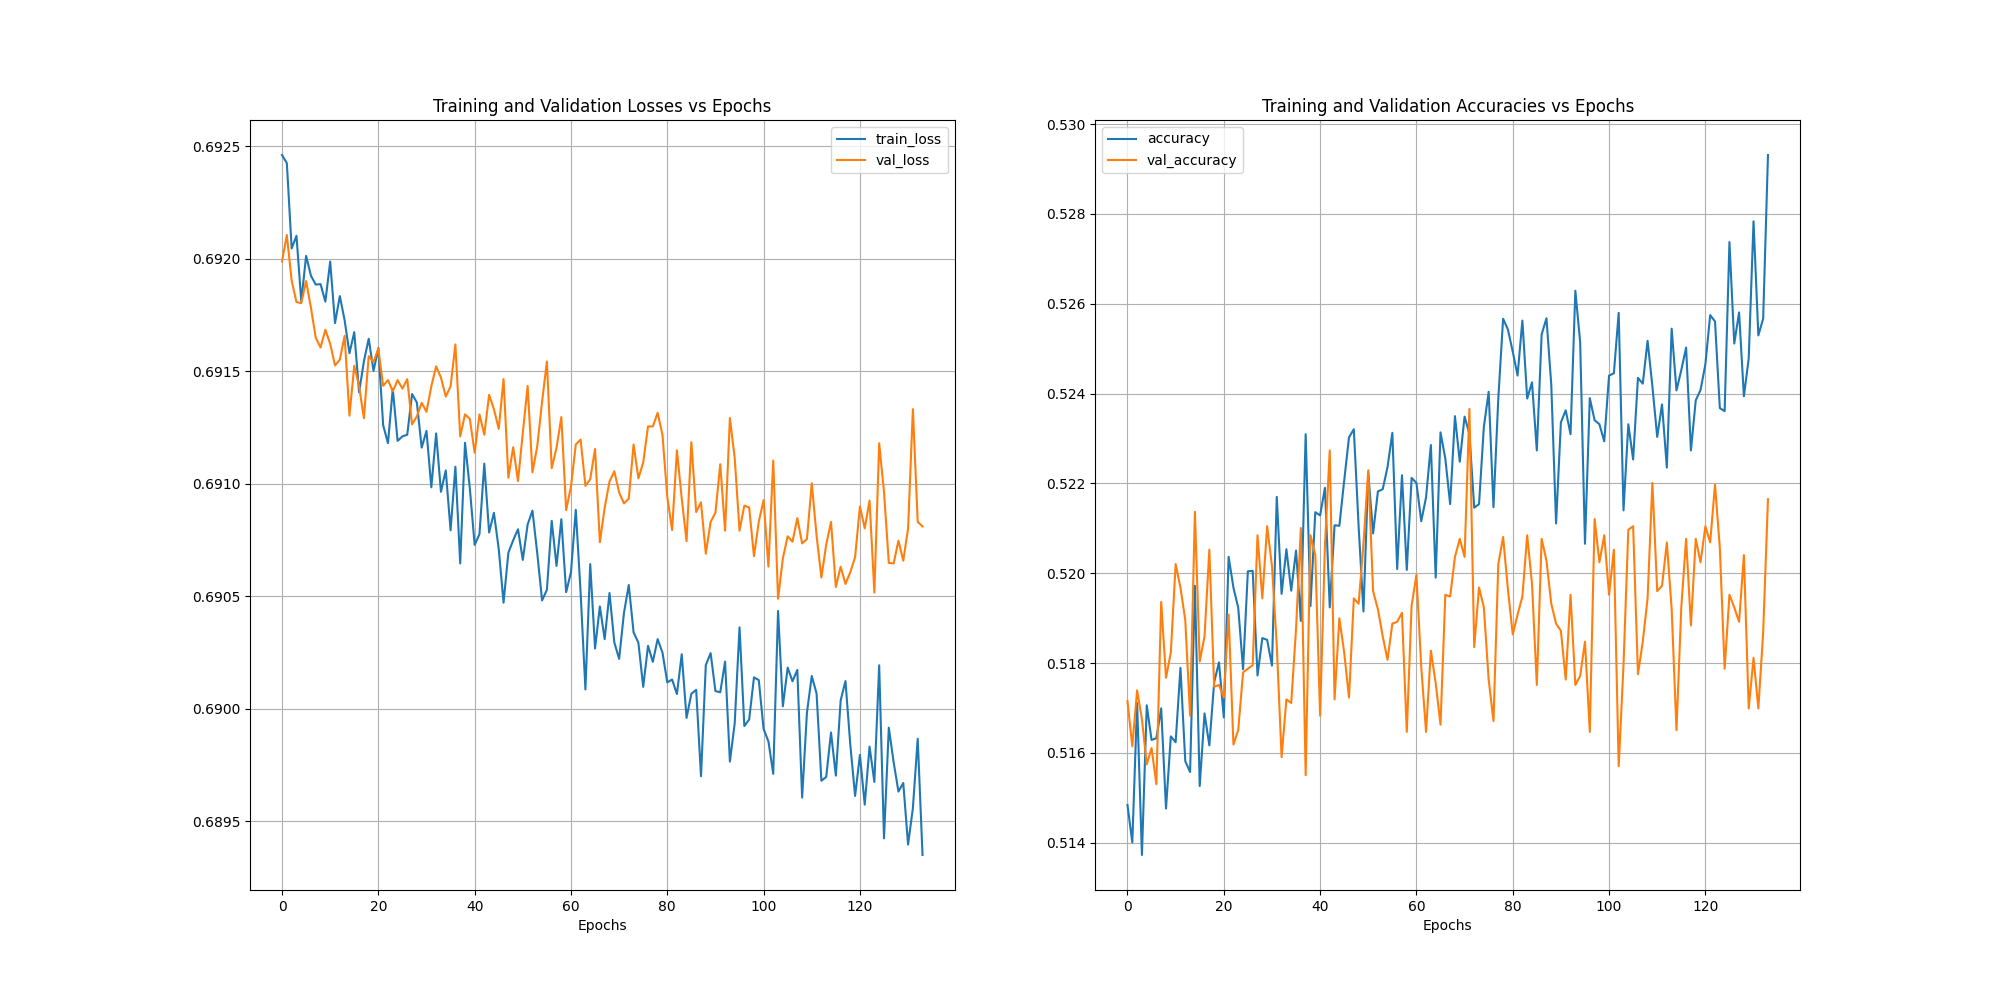 Training and Validation Losses vs Epochs
train_loss
val_loss
0.6925
0.6920
0.6915
0.6910
0.6905
0.6900
0.6895
0 20 40 60 80 100 120
Epochs
Training and Validation Accuracies vs Epochs
accuracy
val_accuracy
0.530
0.528
0.526
0.524
0.522
0.520
0.518
0.516
0.514
0 20 40 60 80 100 120
Epochs